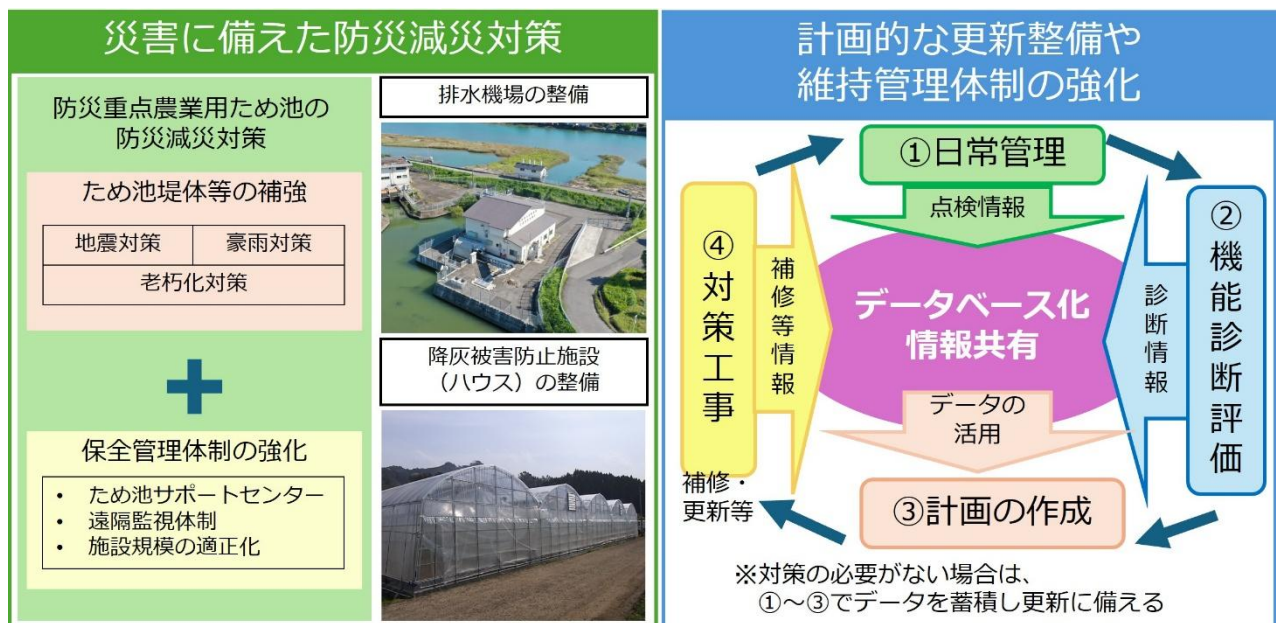 災害に備えた防災減災対策
防災重点農業用ため池の
防災減災対策
ため池堤体等の補強
地震対策
豪雨対策
老朽化対策
保全管理体制の強化
• ため池サポートセンター
• 遠隔監視体制
• 施設規模の適正化
排水機場の整備
降灰被害防止施設
（ハウス）の整備
計画的な更新整備や
維持管理体制の強化
①日常管理
点検情報
②機能診断評価
診断情報
データベース化
情報共有
データの
活用
③計画の作成
④対策工事
補修等情報
補修・
更新等
※対策の必要がない場合は、
①～③でデータを蓄積し更新に備える